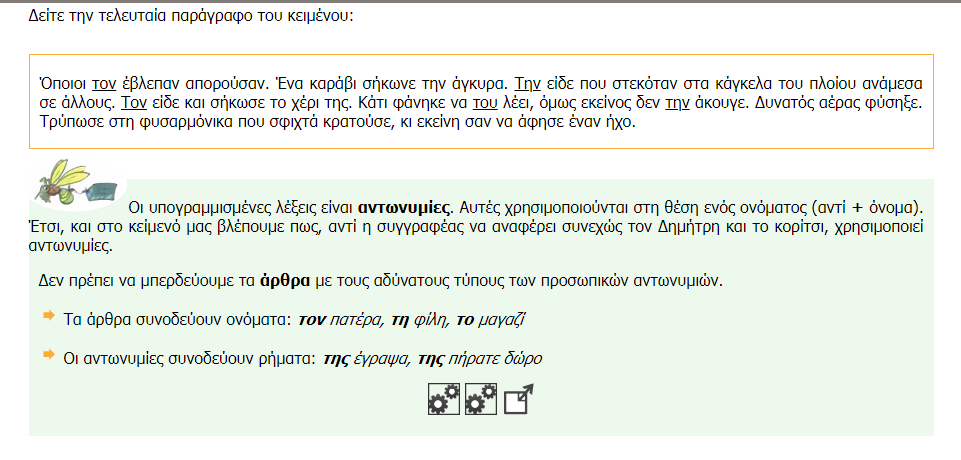 Δείτε την τελευταία παράγραφο του κειμένου:
Όποιοι τον έβλεπαν απορούσαν. Ένα καράβι σήκωνε την άγκυρα. Την είδε που στεκόταν στα κάγκελα του πλοίου ανάμεσα
σε άλλους. Τον είδε και σήκωσε το χέρι της. Κάτι φάνηκε να του λέει, όμως εκείνος δεν την άκουγε. Δυνατός αέρας φύσηξε.
Τρύπωσε στη φυσαρμόνικα που σφιχτά κρατούσε, κι εκείνη σαν να άφησε έναν ήχο.
Οι υπογραμμισμένες λέξεις είναι αντωνυμίες. Αυτές χρησιμοποιούνται στη θέση ενός ονόματος (αντί + όνομα).
Έτσι, και στο κείμενό μας βλέπουμε πως, αντί η συγγραφέας να αναφέρει συνεχώς τον Δημήτρη και το κορίτσι, χρησιμοποιεί
αντωνυμίες.
Δεν πρέπει να μπερδεύουμε τα άρθρα με τους αδύνατους τύπους των προσωπικών αντωνυμιών.
Τα άρθρα συνοδεύουν ονόματα: τον πατέρα, τη φίλη, το μαγαζί
Οι αντωνυμίες συνοδεύουν ρήματα: της έγραψα, της πήρατε δώρο